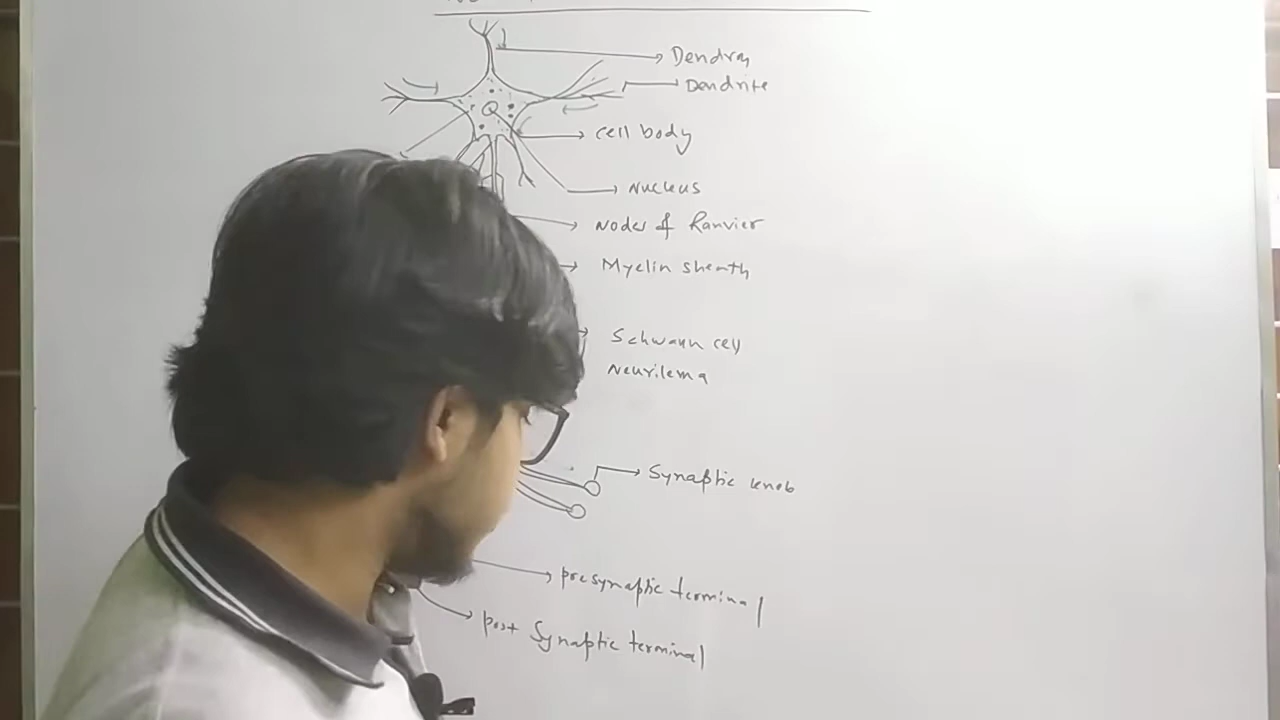 Dendron
Dendrite
cell body
Nucleus
Nodes of Ranvier
Myelin sheath
Schwann cell
Neurilema
Synaptic knob
presynaptic terminal
post Synaptic terminal